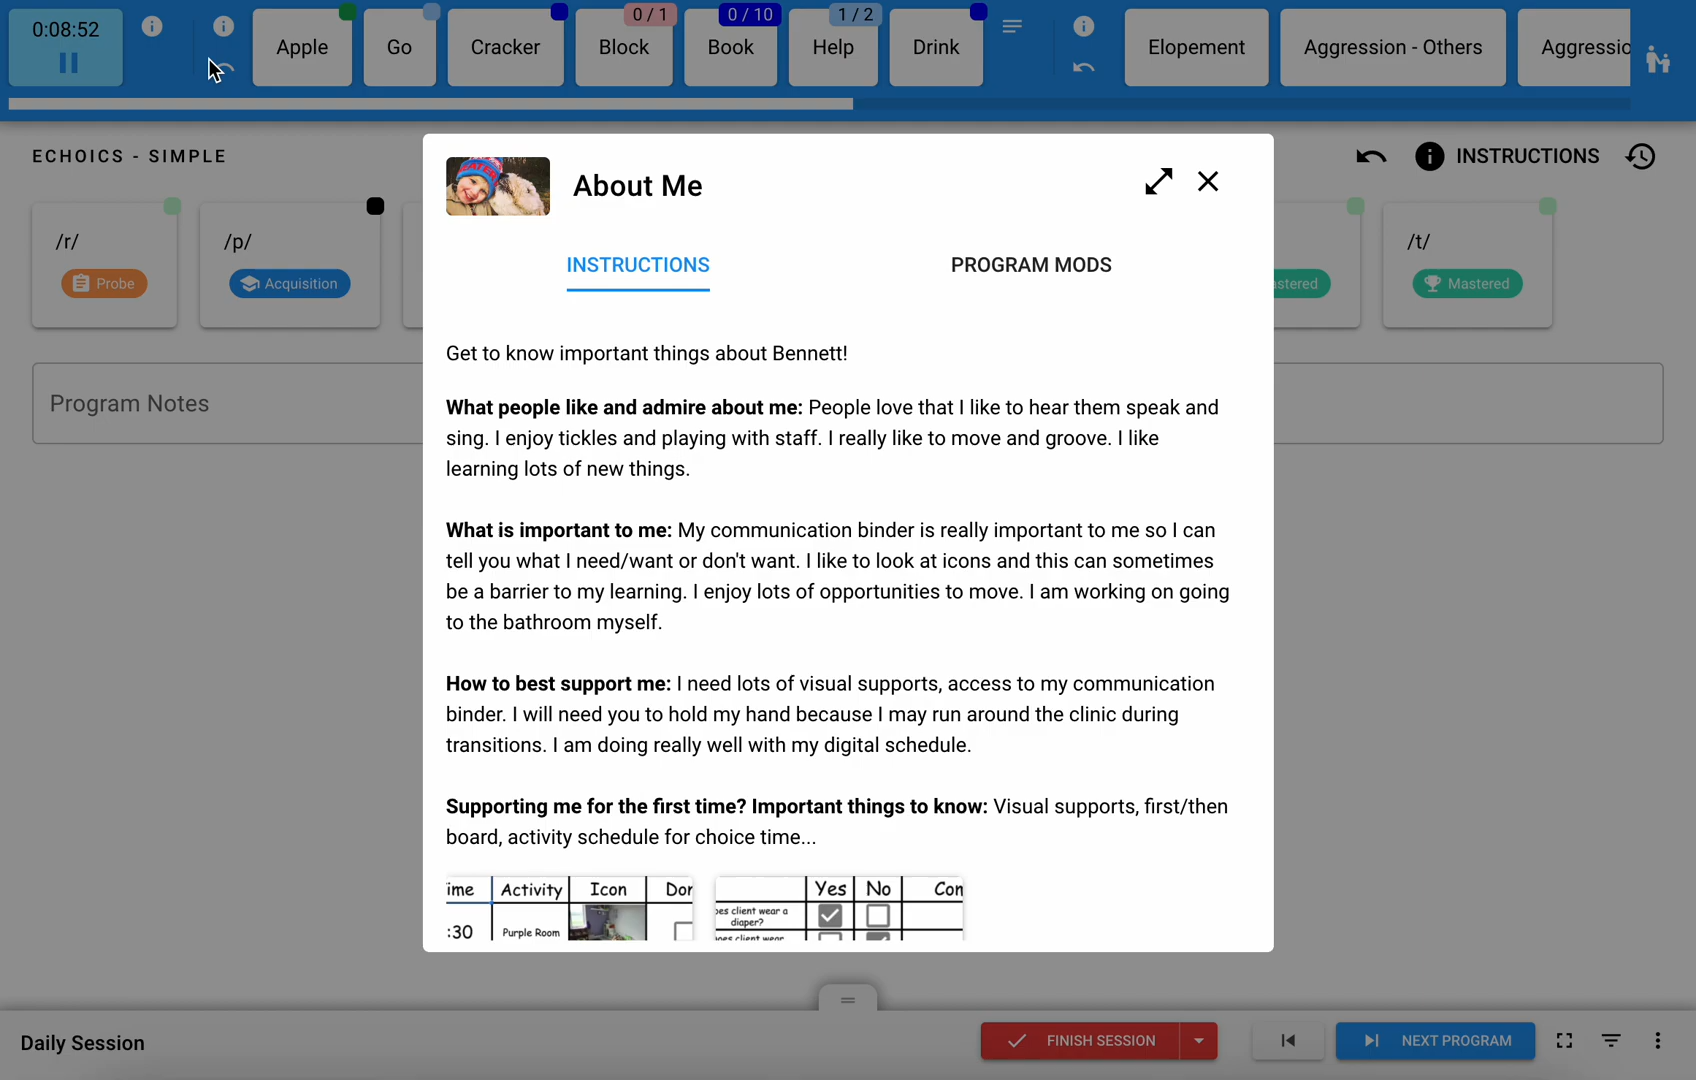 0:08:52
Apple
Go
Cracker
0 / 1
Block
0 / 10
Book
1 / 2
Help
Drink
Elopement
Aggression - Others
Aggressio
ECHOICS - SIMPLE
INSTRUCTIONS
/r/
Probe
/p/
Acquisition
astered
/t/
Mastered
Program Notes
About Me
INSTRUCTIONS
PROGRAM MODS
Get to know important things about Bennett!
What people like and admire about me: People love that I like to hear them speak and
sing. I enjoy tickles and playing with staff. I really like to move and groove. I like
learning lots of new things.
What is important to me: My communication binder is really important to me so I can
tell you what I need/want or don't want. I like to look at icons and this can sometimes
be a barrier to my learning. I enjoy lots of opportunities to move. I am working on going
to the bathroom myself.
How to best support me: I need lots of visual supports, access to my communication
binder. I will need you to hold my hand because I may run around the clinic during
transitions. I am doing really well with my digital schedule.
Supporting me for the first time? Important things to know: Visual supports, first/then
board, activity schedule for choice time...
ime Activity Icon Dor
:30 Purple Room
Yes No Con
oes client wear a
diaper?
oes client wear
Daily Session
FINISH SESSION
NEXT PROGRAM